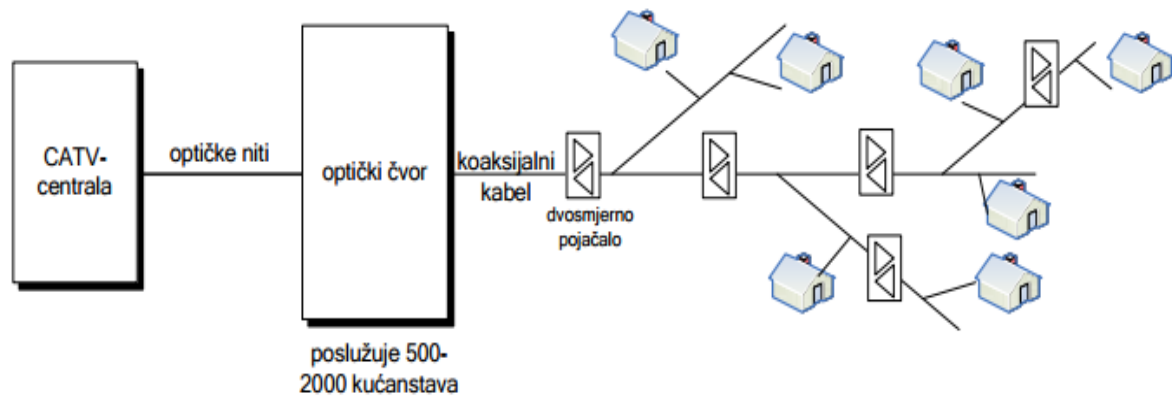 CATV-
centrala
optičke niti
optički čvor
koaksijalni
kabel
dvosmjerno
pojačalo
poslužuje 500-
2000 kućanstava